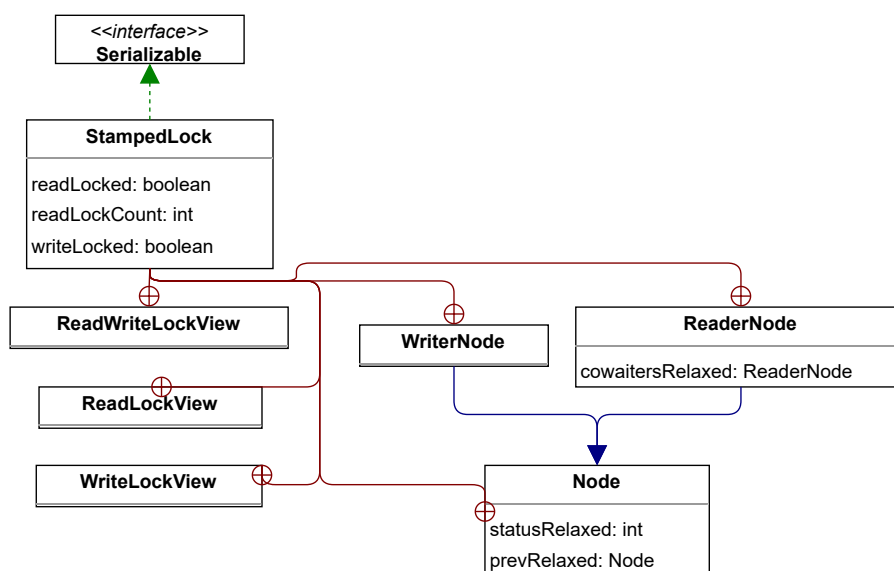 <<interface>>
Serializable
StampedLock
readLocked: boolean
readLockCount: int
writeLocked: boolean
ReadWriteLockView
WriterNode
ReaderNode
cowaitersRelaxed: ReaderNode
ReadLockView
WriteLockView
Node
statusRelaxed: int
prevRelaxed: Node